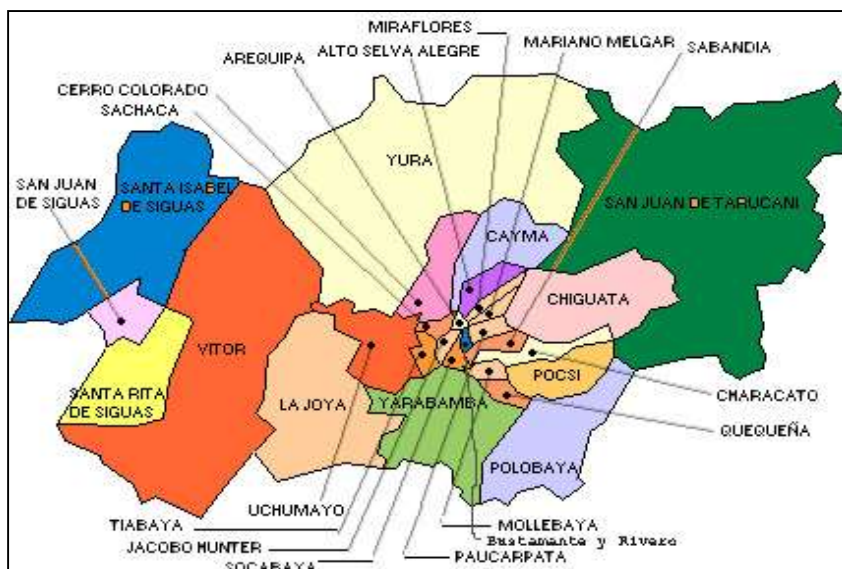 MIRAFLORES
ALTO SELVA ALEGRE
MARIANO MELGAR
SABANDIA
AREQUIPA
CERRO COLORADO
SACHACA
YURA
SAN JUAN
DE SIGUAS
SANTA ISABEL
DE SIGUAS
SAN JUAN DE TARUCANI
CAYMA
CHIGUATA
VITOR
POCSI
SANTA RITA
DE SIGUAS
LA JOYA
YARABAMBA
CHARACATO
QUEQUEÑA
POLOBAYA
UCHUMAYO
TIABAYA
MOLLEBAYA
Bustamante y Rivero
JACOBO HUNTER
PAUCARPATA
SOCABAYA